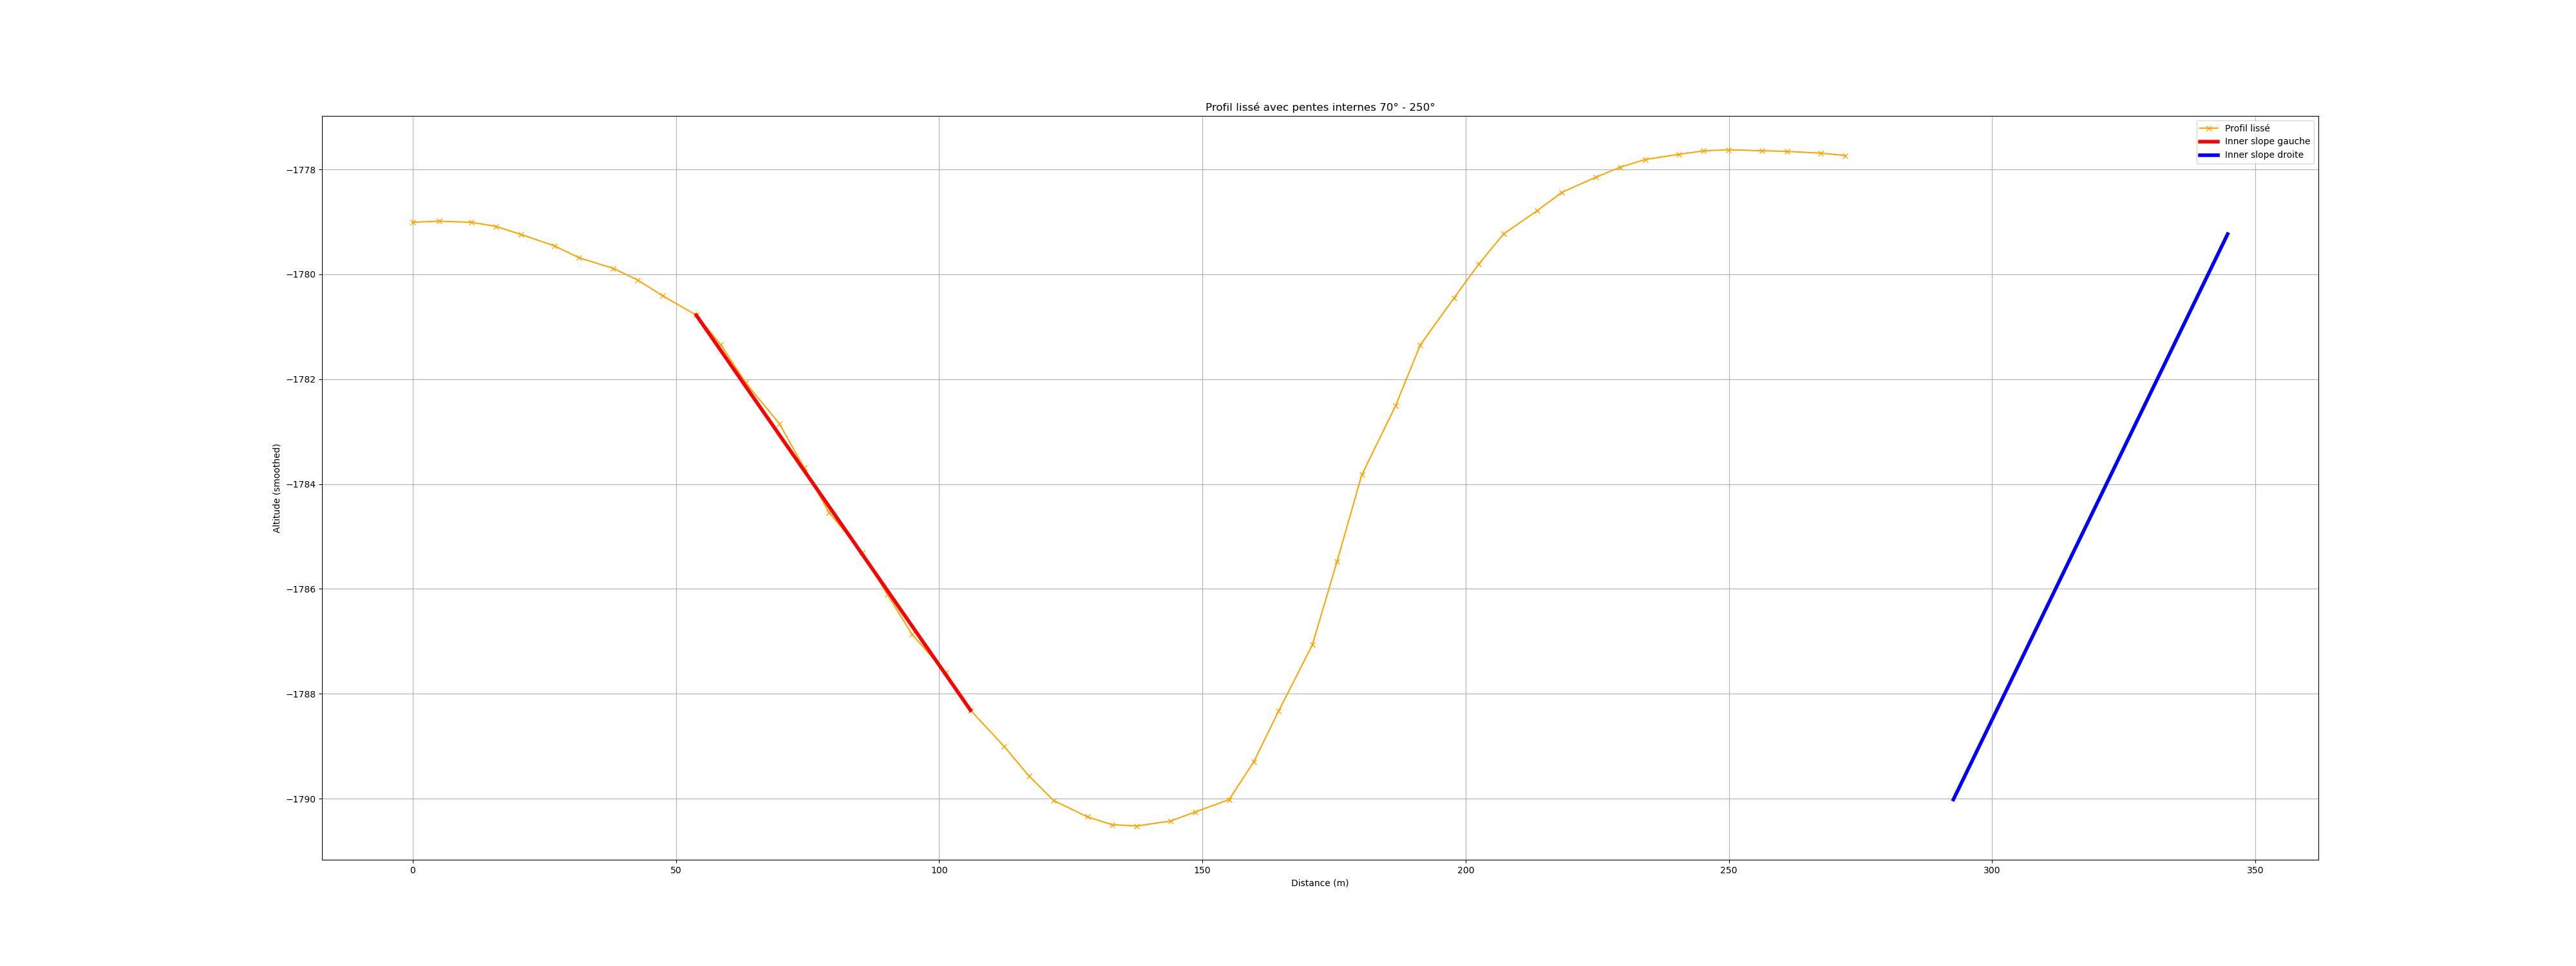 Profil lissé avec pentes internes 70° - 250°
Profil lissé
Inner slope gauche
Inner slope droite
−1778
−1780
−1782
−1784
−1786
−1788
−1790
Altitude (smoothed)
0 50 100 150 200 250 300 350
Distance (m)